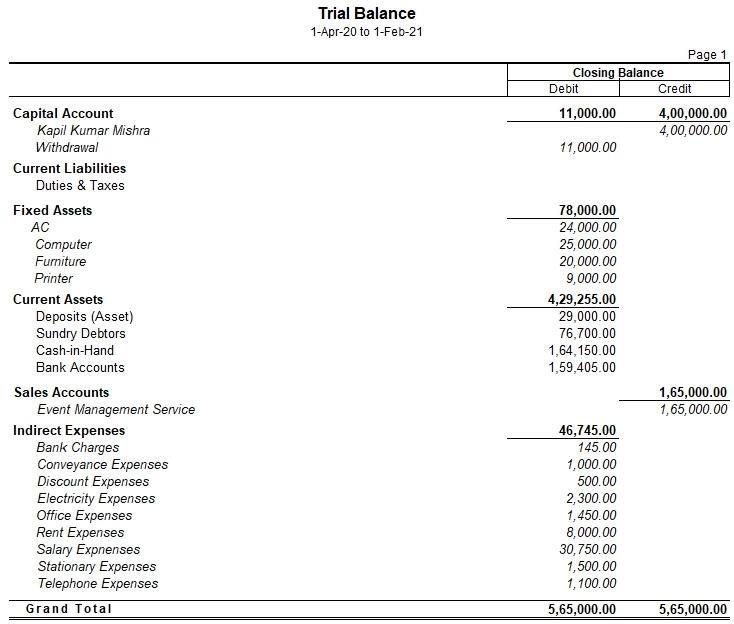 Trial Balance
1-Apr-20 to 1-Feb-21
Page 1
Closing Balance
Debit Credit
Capital Account 11,000.00 4,00,000.00
Kapil Kumar Mishra 4,00,000.00
Withdrawal 11,000.00
Current Liabilities
Duties & Taxes
Fixed Assets 78,000.00
AC 24,000.00
Computer 25,000.00
Furniture 20,000.00
Printer 9,000.00
Current Assets 4,29,255.00
Deposits (Asset) 29,000.00
Sundry Debtors 76,700.00
Cash-in-Hand 1,64,150.00
Bank Accounts 1,59,405.00
Sales Accounts 1,65,000.00
Event Management Service 1,65,000.00
Indirect Expenses 46,745.00
Bank Charges 145.00
Conveyance Expenses 1,000.00
Discount Expenses 500.00
Electricity Expenses 2,300.00
Office Expenses 1,450.00
Rent Expenses 8,000.00
Salary Expnenses 30,750.00
Stationary Expenses 1,500.00
Telephone Expenses 1,100.00
Grand Total 5,65,000.00 5,65,000.00